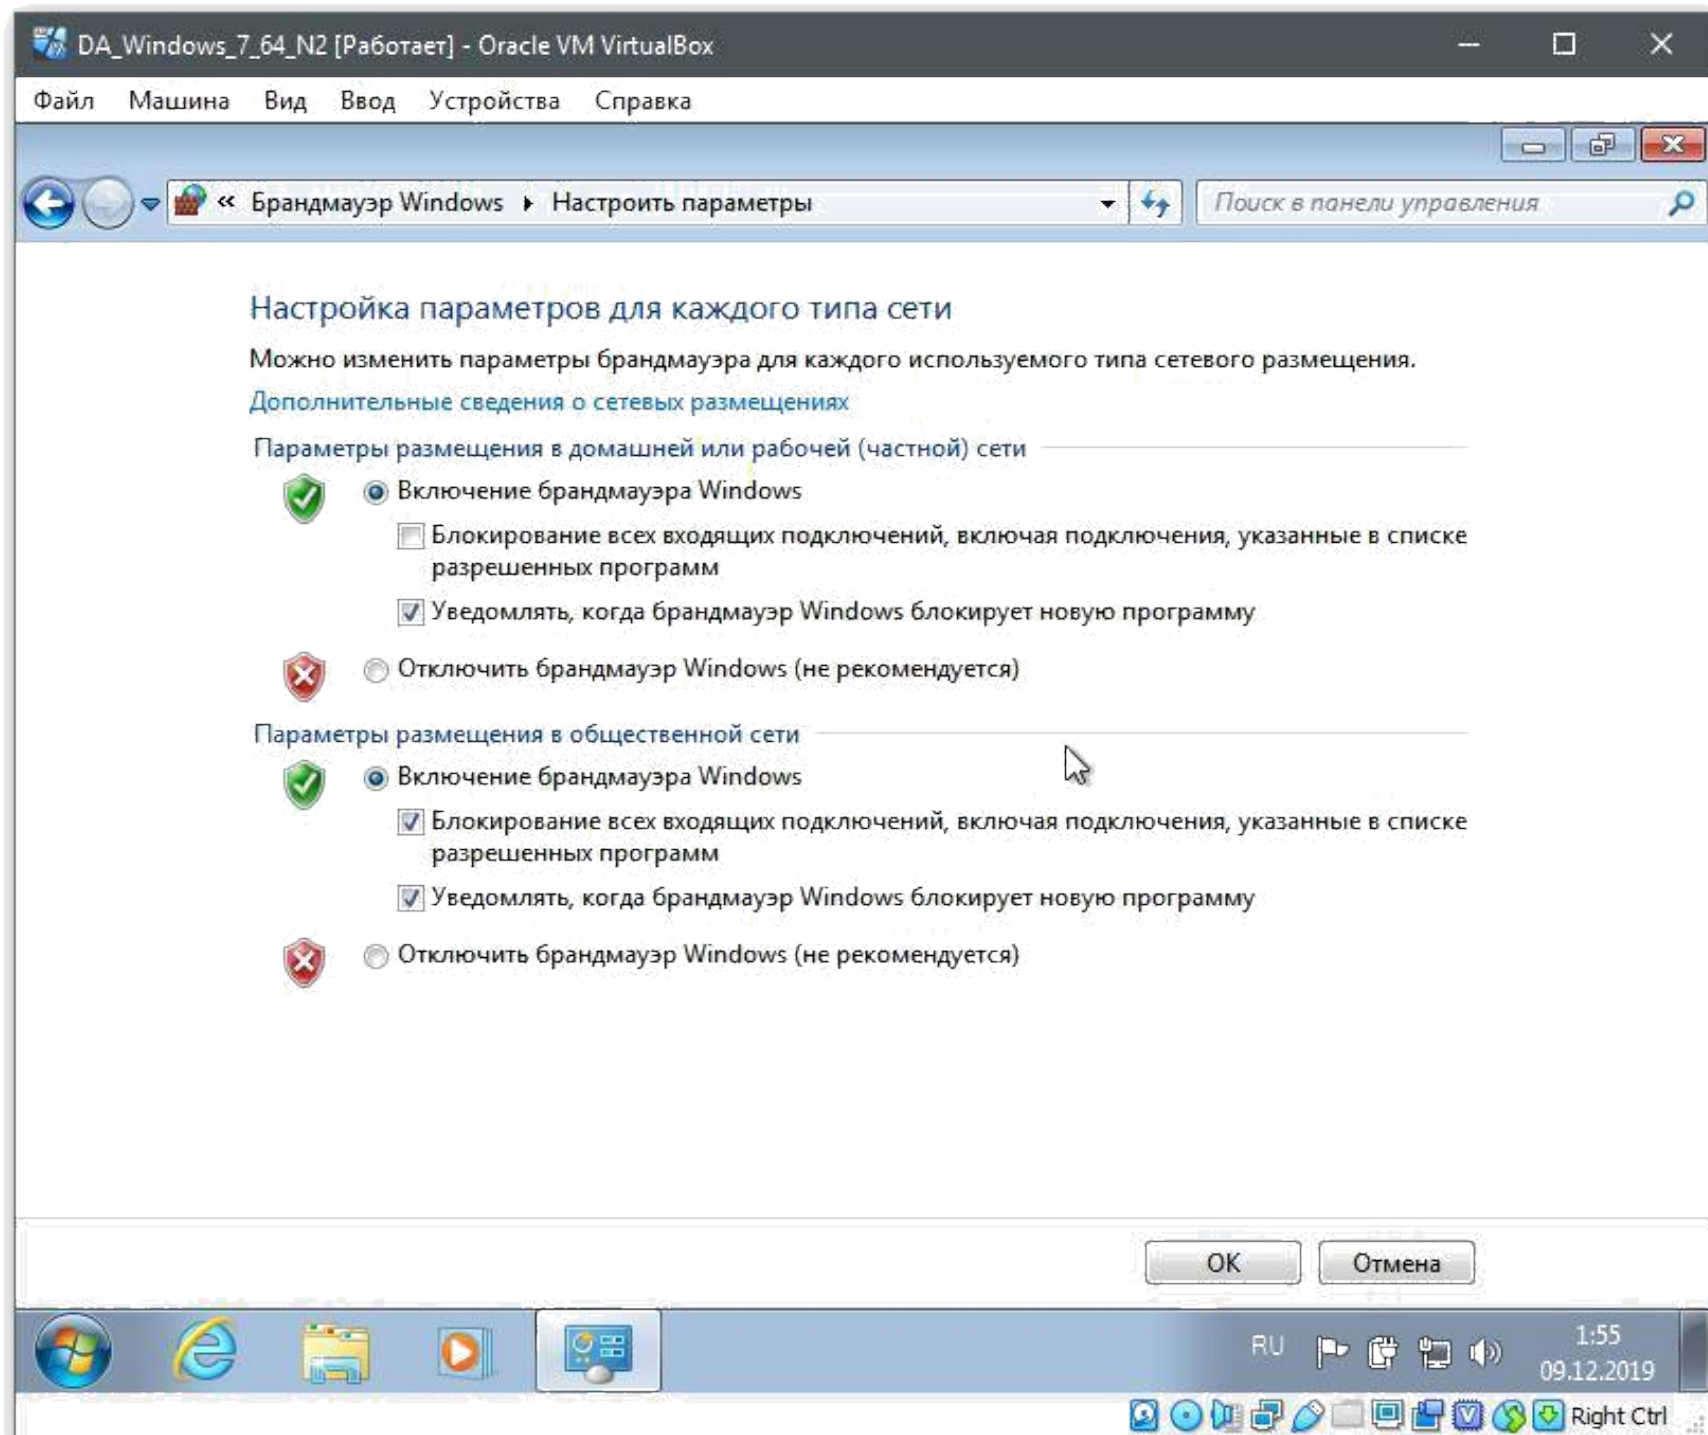 DA_Windows_7_64_N2 [Работает] - Oracle VM VirtualBox
Файл Машина Вид Ввод Устройства Справка
« Брандмауэр Windows Настроить параметры Поиск в панели управления
Настройка параметров для каждого типа сети
Можно изменить параметры брандмауэра для каждого используемого типа сетевого размещения.
Дополнительные сведения о сетевых размещениях
Параметры размещения в домашней или рабочей (частной) сети
Включение брандмауэра Windows
Блокирование всех входящих подключений, включая подключения, указанные в списке
разрешенных программ
Уведомлять, когда брандмауэр Windows блокирует новую программу
Отключить брандмауэр Windows (не рекомендуется)
Параметры размещения в общественной сети
Включение брандмауэра Windows
Блокирование всех входящих подключений, включая подключения, указанные в списке
разрешенных программ
Уведомлять, когда брандмауэр Windows блокирует новую программу
Отключить брандмауэр Windows (не рекомендуется)
ОК Отмена
RU 1:55
09.12.2019
Right Ctrl